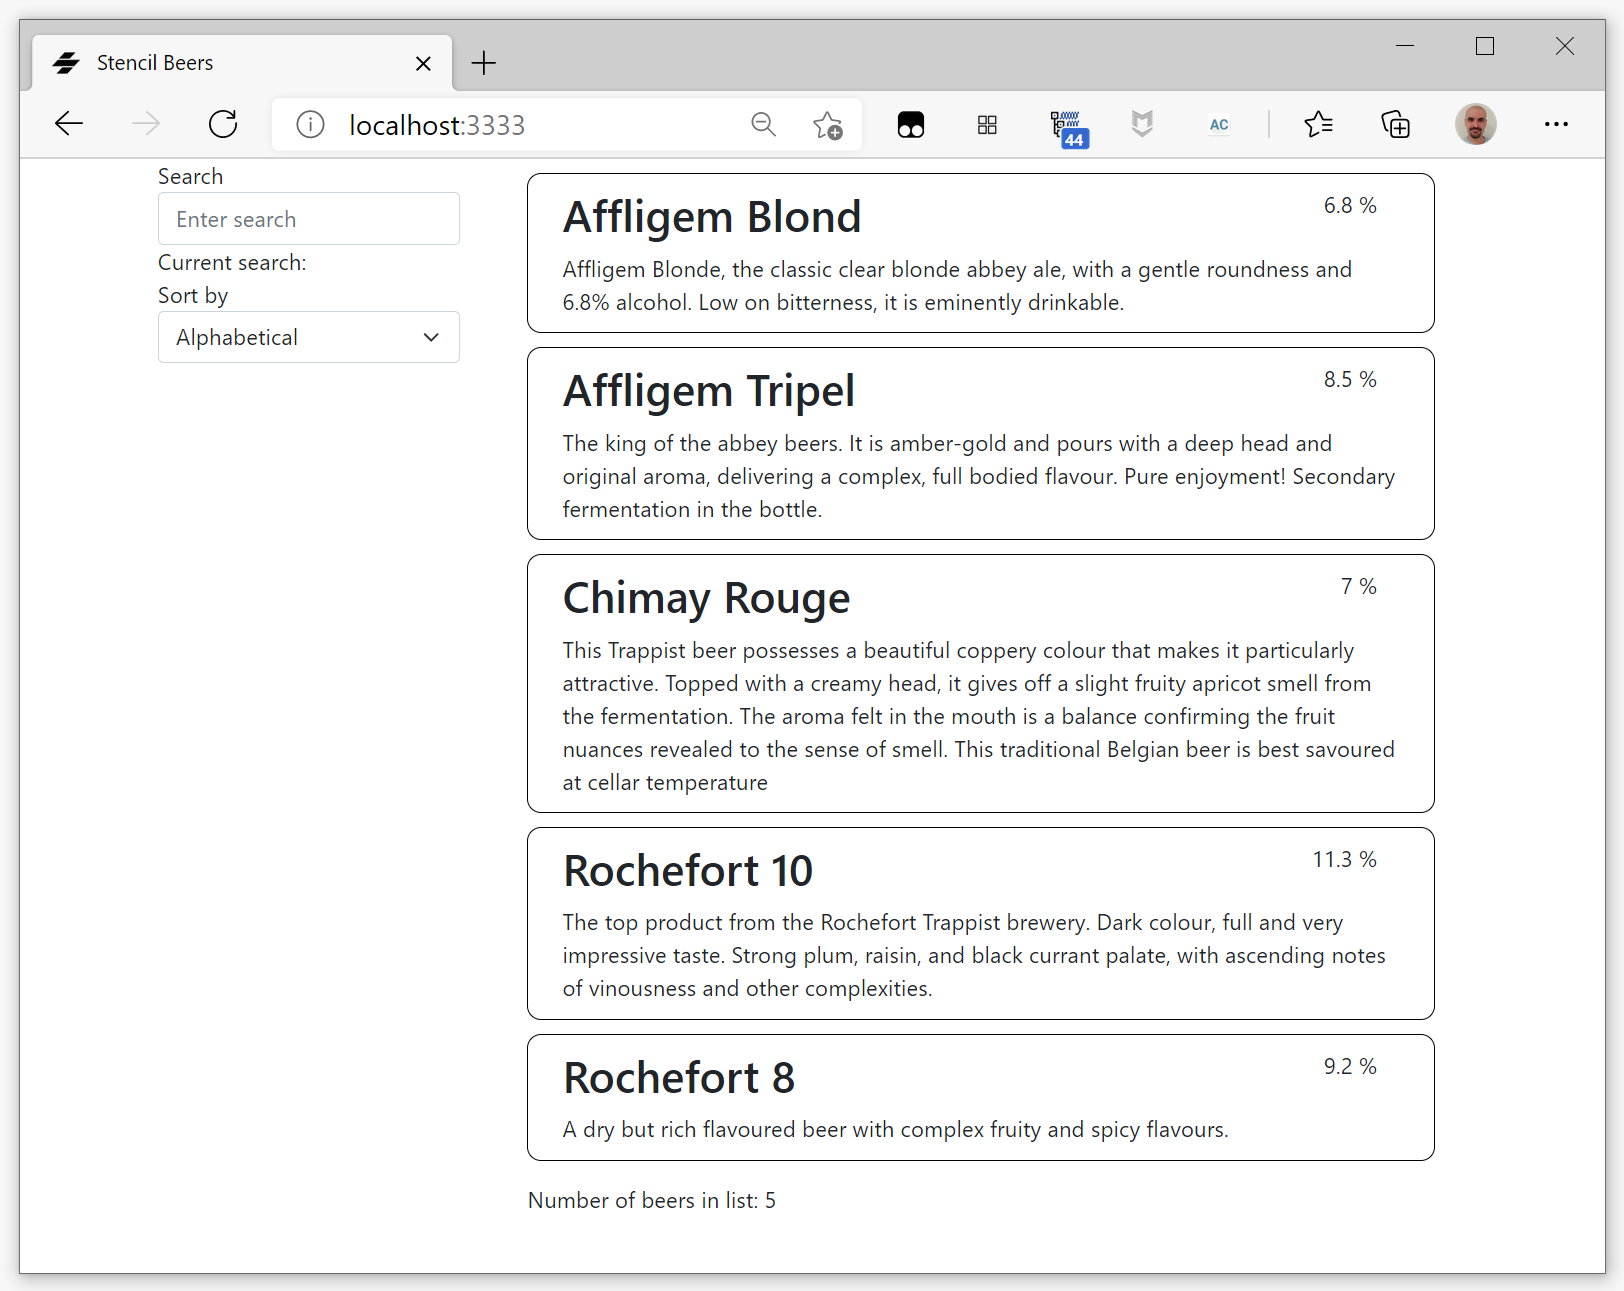 Stencil Beers
localhost:3333
44
AC
Search
Enter search
Current search:
Sort by
Alphabetical
Affligem Blond
6.8 %
Affligem Blonde, the classic clear blonde abbey ale, with a gentle roundness and
6.8% alcohol. Low on bitterness, it is eminently drinkable.
Affligem Tripel
8.5 %
The king of the abbey beers. It is amber-gold and pours with a deep head and
original aroma, delivering a complex, full bodied flavour. Pure enjoyment! Secondary
fermentation in the bottle.
Chimay Rouge
7 %
This Trappist beer possesses a beautiful coppery colour that makes it particularly
attractive. Topped with a creamy head, it gives off a slight fruity apricot smell from
the fermentation. The aroma felt in the mouth is a balance confirming the fruit
nuances revealed to the sense of smell. This traditional Belgian beer is best savoured
at cellar temperature
Rochefort 10
11.3 %
The top product from the Rochefort Trappist brewery. Dark colour, full and very
impressive taste. Strong plum, raisin, and black currant palate, with ascending notes
of vinousness and other complexities.
Rochefort 8
9.2 %
A dry but rich flavoured beer with complex fruity and spicy flavours.
Number of beers in list: 5